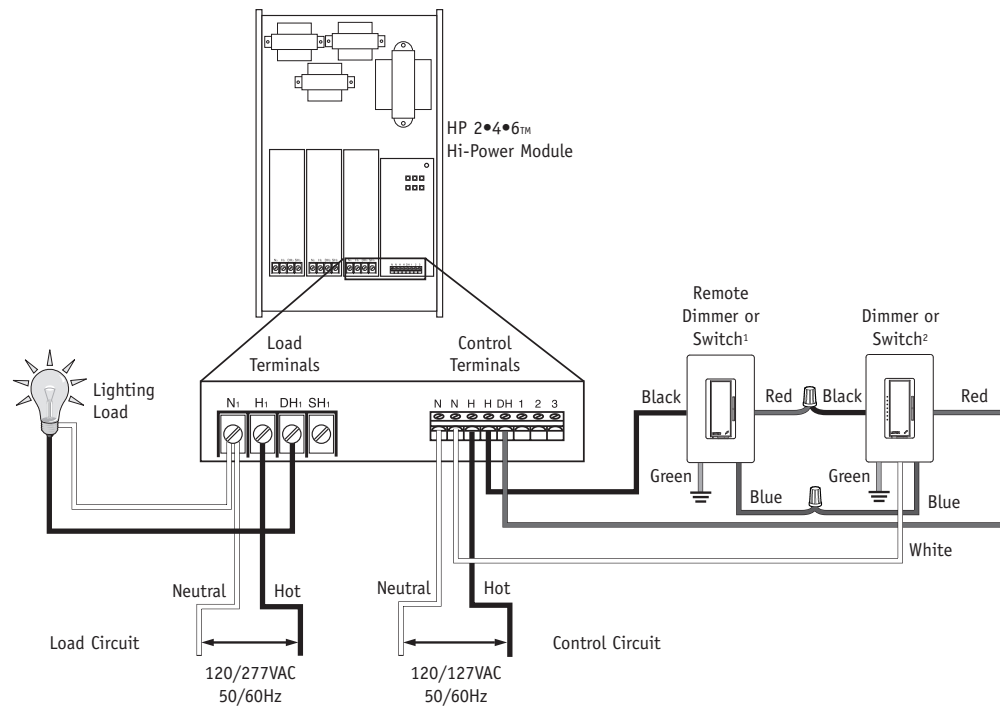 HP 2•4•6TM
Hi-Power Module
Remote
Dimmer or
Switch1
Dimmer or
Switch2
Load
Terminals
Control
Terminals
Lighting
Load
N1 H1 DH1 SH1
N N H H DH 1 2 3
Black
Red
Black
Red
Green
Blue
Green
Blue
White
Neutral
Hot
Neutral
Hot
Load Circuit
Control Circuit
120/277VAC
50/60Hz
120/127VAC
50/60Hz